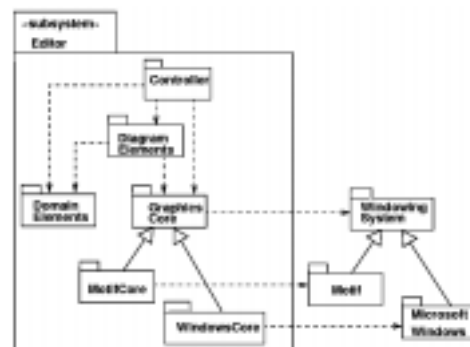 «subsystem»
Editor
Controller
Diagram
Elements
Domain
Elements
Graphics
Core
Windowing
System
MotifCore
Motif
WindowsCore
Microsoft
Windows